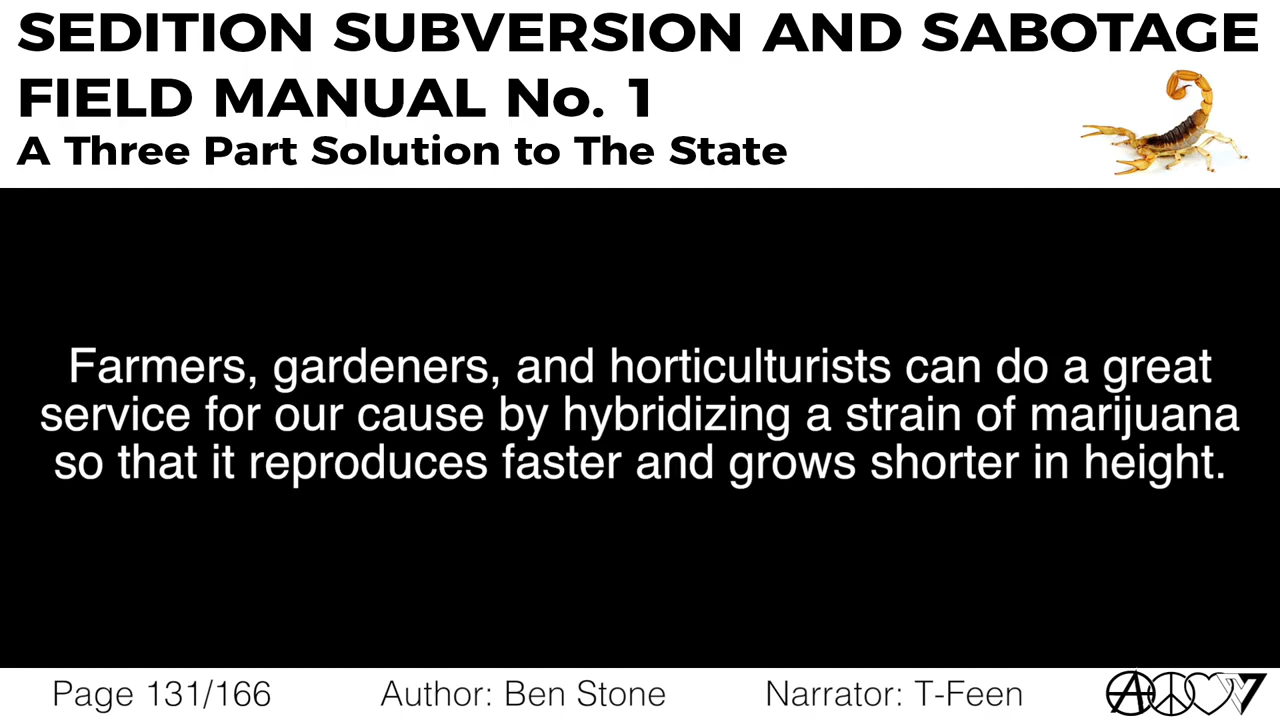 SEDITION SUBVERSION AND SABOTAGE
FIELD MANUAL No. 1
A Three Part Solution to The State
Farmers, gardeners, and horticulturists can do a great
service for our cause by hybridizing a strain of marijuana
so that it reproduces faster and grows shorter in height.
Page 131/166 Author: Ben Stone Narrator: T-Feen